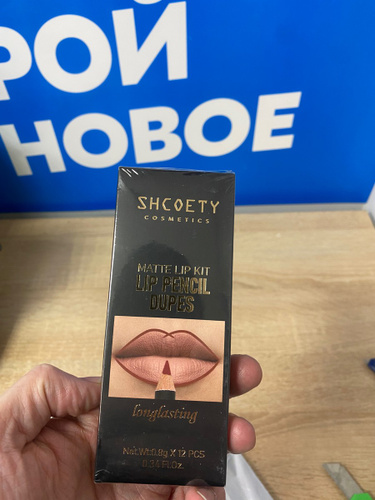 РОЙ
НОВОЕ
SHCOETY
COSMETICS
MATTE LIP KIT
LIP PENCIL
DUPES
longlasting
Net.Wt:0.8g X 12 PCS
0.34 FL.Oz.